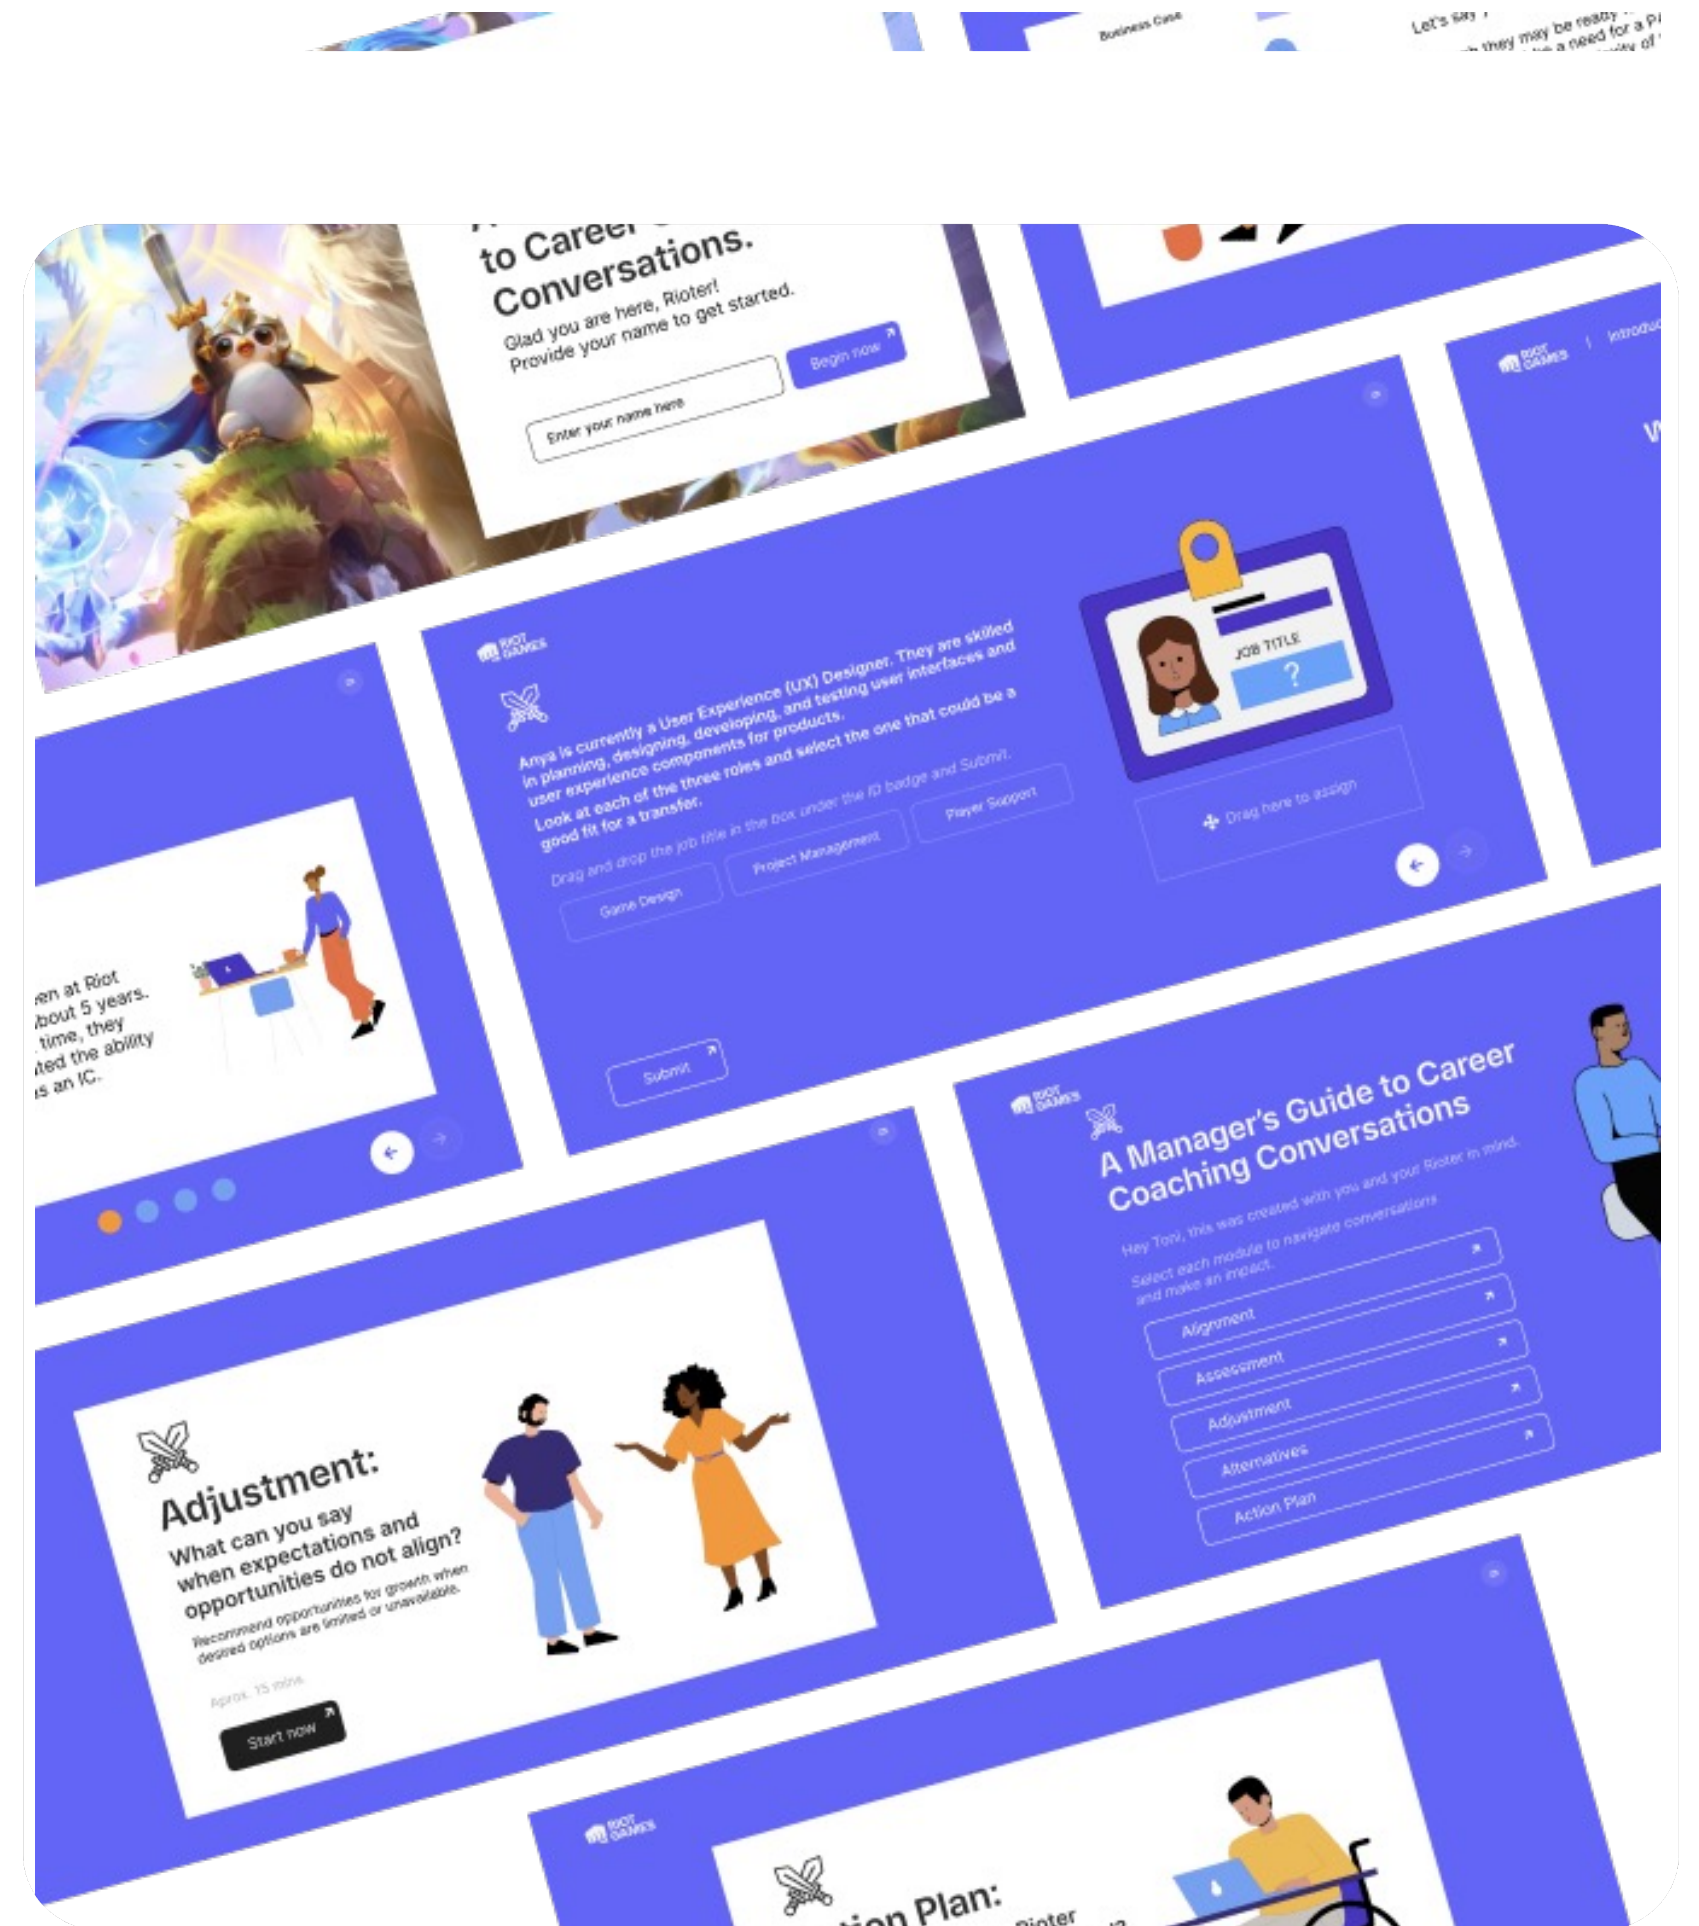 Business Case
Let's say
they may be ready
a need for a
of
to Career
Conversations.
Glad you are here, Rioter!
Provide your name to get started.
Enter your name here
Begin now
RIOT
GAMES
RIOT
GAMES
Anya is currently a User Experience (UX) Designer. They are skilled
in planning, designing, developing, and testing user interfaces and
user experience components for products.
Look at each of the three roles and select the one that could be a
good fit for a transfer.
Drag and drop the job title in the box under the ID badge and Submit.
Game Design
Project Management
Player Support
Submit
JOB TITLE
?
Drag here to assign
at Riot
5 years.
time, they
the ability
an IC.
RIOT
GAMES
A Manager's Guide to Career
Coaching Conversations
Hey Toni, this was created with you and your Rioter in mind.
Select each module to navigate conversations
and make an impact.
Alignment
Assessment
Adjustment
Alternatives
Action Plan
Adjustment:
What can you say
when expectations and
opportunities do not align?
Recommend opportunities for growth when
desired options are limited or unavailable.
Aprox. 15 mins
Start now
RIOT
GAMES
Plan:
Rioter